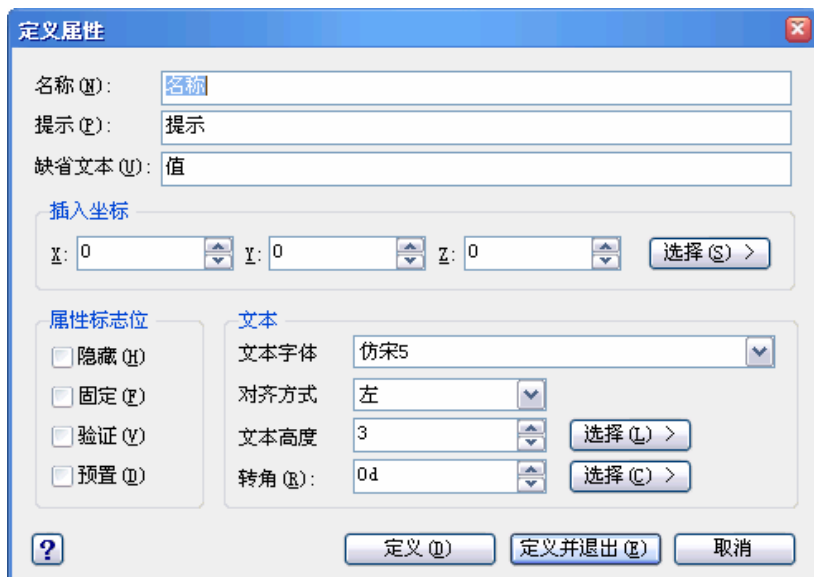 定义属性
名称(N): 名称
提示(P): 提示
缺省文本(U): 值
插入坐标
X: 0 Y: 0 Z: 0 选择(S) >
属性标志位
隐藏(H)
固定(F)
验证(V)
预置(D)
文本
文本字体 仿宋5
对齐方式 左
文本高度 3 选择(L) >
转角(R): 0d 选择(C) >
? 定义(D) 定义并退出(E) 取消